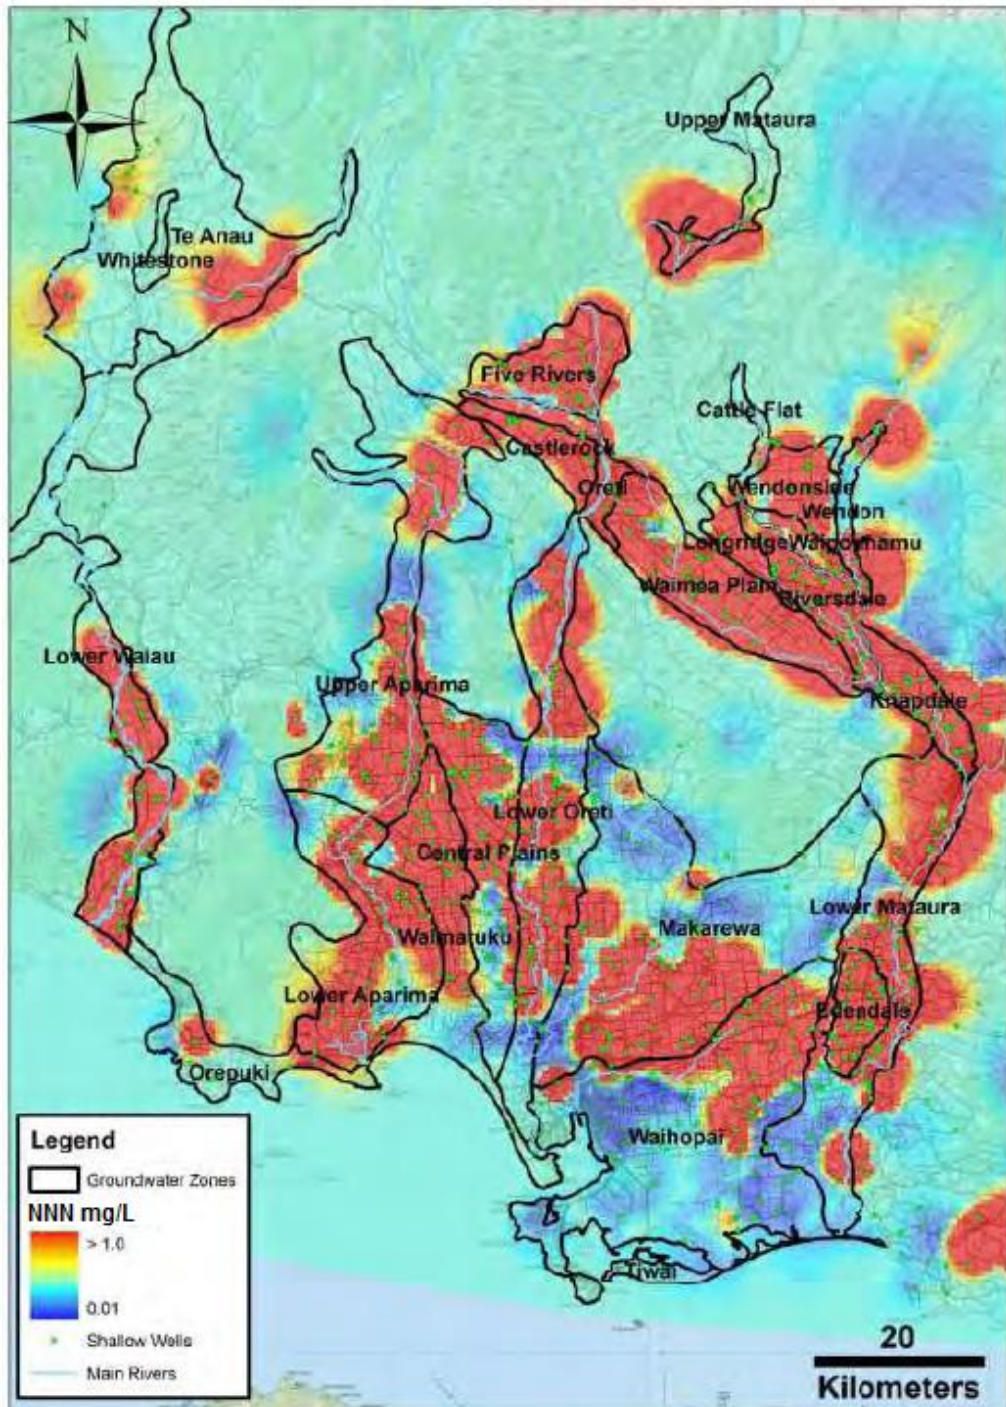 N
Upper Mataura
Te Anau
Whitestone
Five Rivers
Cattle Flat
Castlerock
Oreti
Wendonside
Wendon
Longridge
Waipounamu
Waimea Plain
Riversdale
Lower Waiau
Upper Aparima
Knapdale
Lower Oreti
Central Plains
Lower Mataura
Makarewa
Waimatuku
Lower Aparima
Edendale
Orepuki
Waihopai
Tiwai
Legend
Groundwater Zones
NNN mg/L
> 1.0
0.01
Shallow Wells
Main Rivers
20
Kilometers